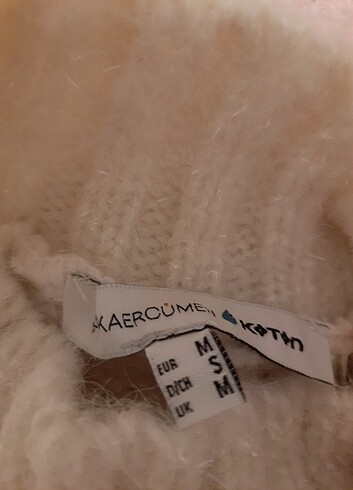 KAERCÜMEN KOTON
EUR M
D/CH S
UK M